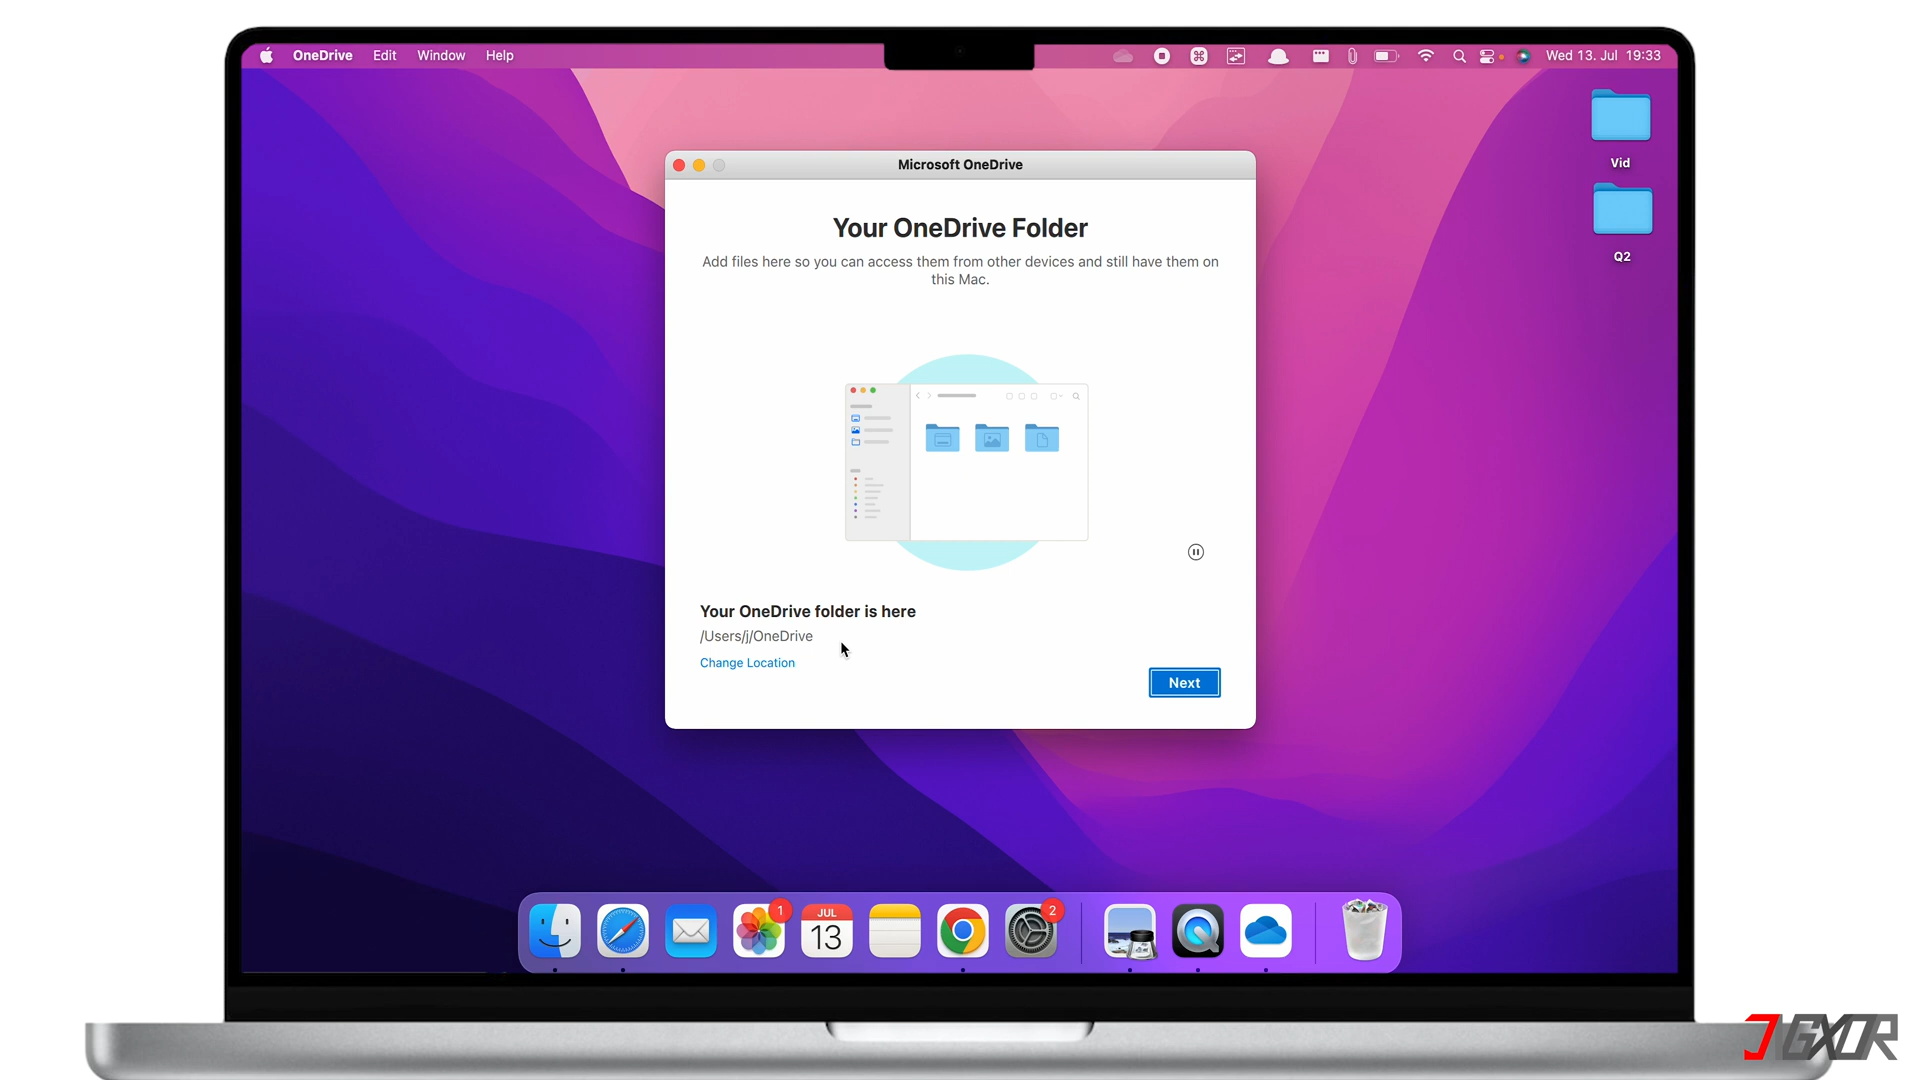 OneDrive Edit Window Help
Wed 13. Jul 19:33
Vid
Q2
Microsoft OneDrive
Your OneDrive Folder
Add files here so you can access them from other devices and still have them on
this Mac.
Your OneDrive folder is here
/Users/j/OneDrive
Change Location
Next
1
JUL
13
2
JIGXOR